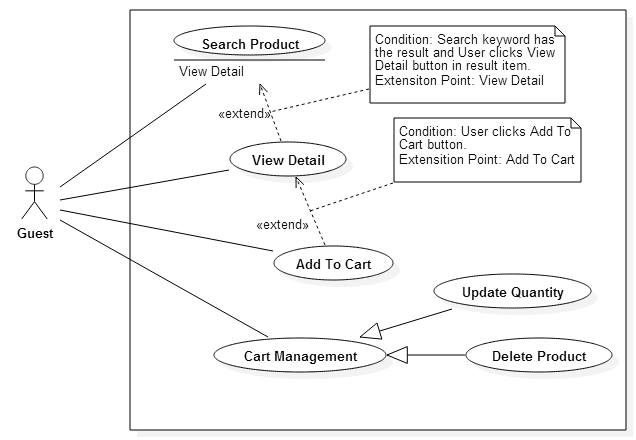 Search Product
View Detail
Condition: Search keyword has
the result and User clicks View
Detail button in result item.
Extensiton Point: View Detail
«extend»
Condition: User clicks Add To
Cart button.
Extensition Point: Add To Cart
View Detail
Guest
«extend»
Add To Cart
Update Quantity
Cart Management
Delete Product